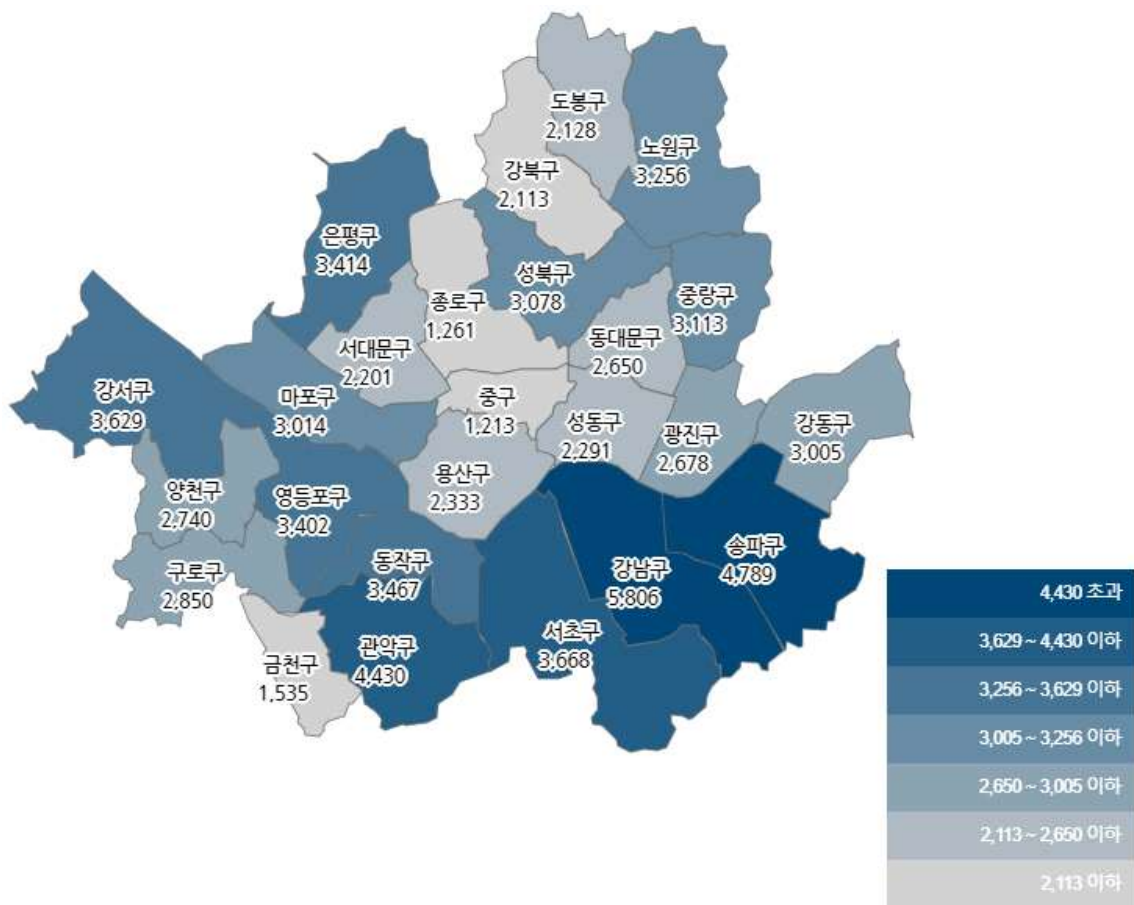 도봉구
2,128
노원구
3,256
강북구
2,113
은평구
3,414
성북구
3,078
중랑구
3,113
종로구
1,261
동대문구
2,650
서대문구
2,201
강서구
3,629
마포구
3,014
중구
1,213
성동구
2,291
광진구
2,678
강동구
3,005
용산구
2,333
양천구
2,740
영등포구
3,402
구로구
2,850
동작구
3,467
강남구
5,806
송파구
4,789
서초구
3,668
관악구
4,430
금천구
1,535
4,430 초과
3,629 ~ 4,430 이하
3,256 ~ 3,629 이하
3,005 ~ 3,256 이하
2,650 ~ 3,005 이하
2,113 ~ 2,650 이하
2,113 이하